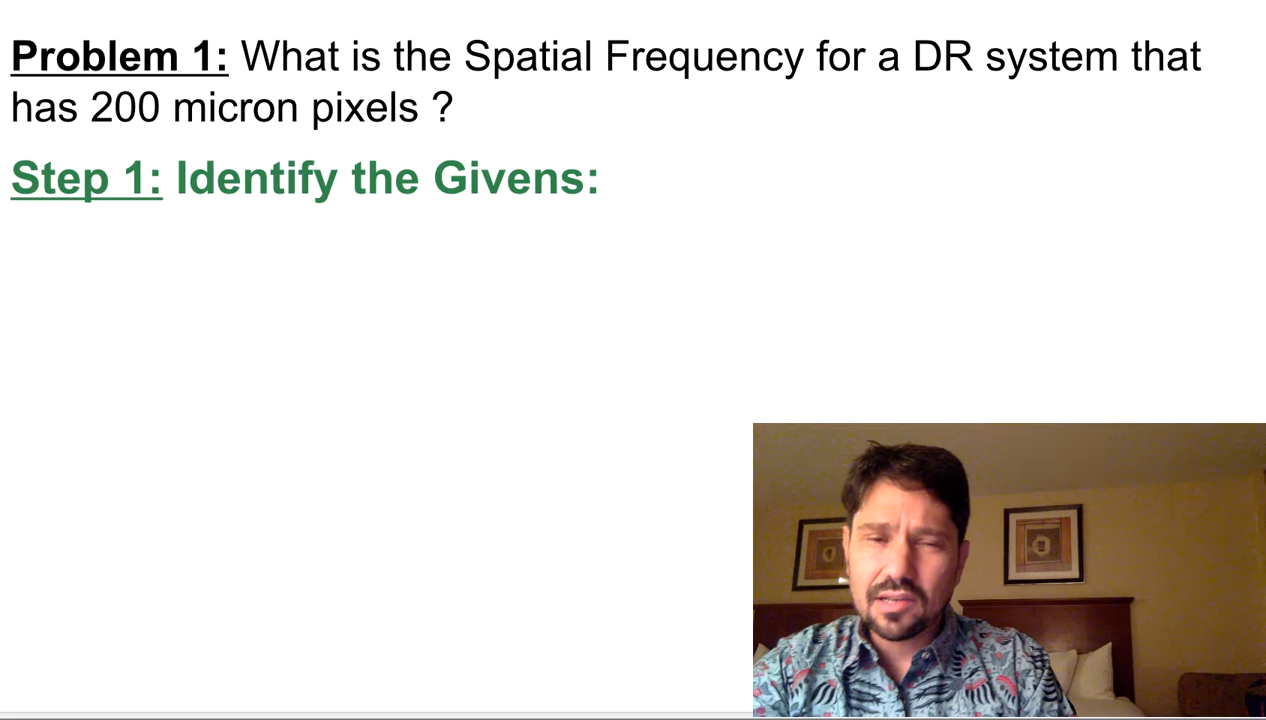 Problem 1: What is the Spatial Frequency for a DR system that
has 200 micron pixels ?
Step 1: Identify the Givens: